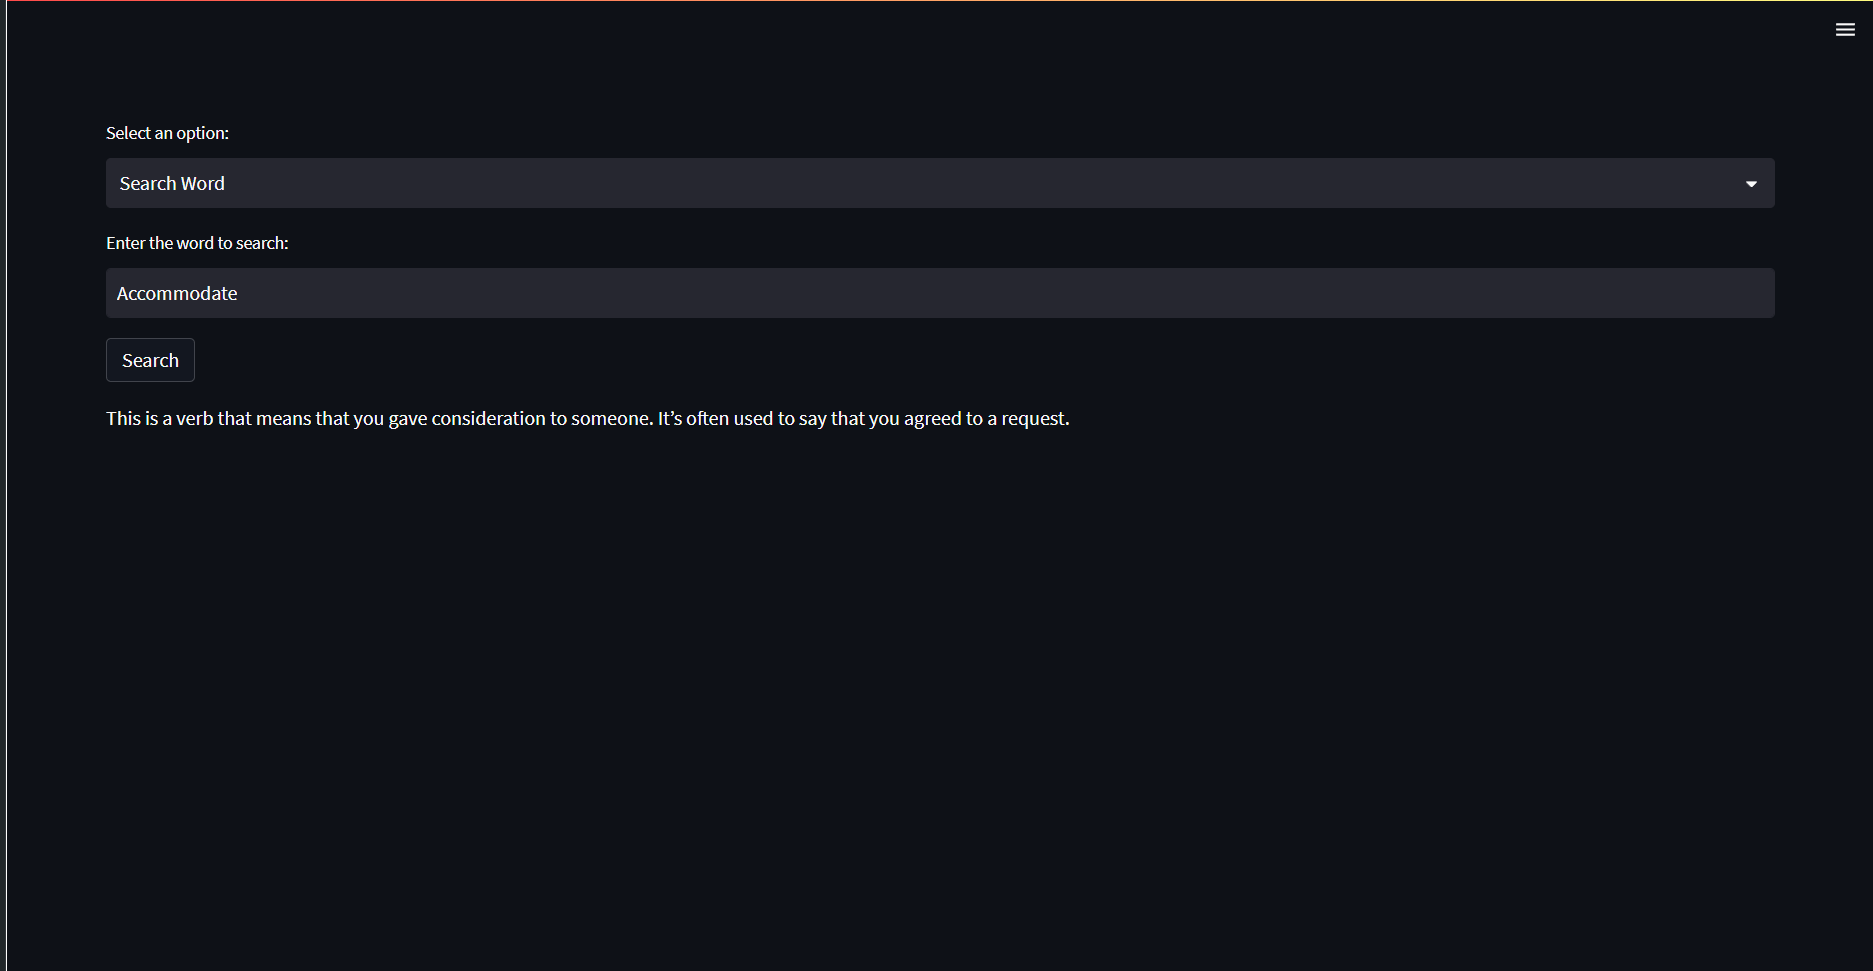 Select an option:
Search Word
Enter the word to search:
Accommodate
Search
This is a verb that means that you gave consideration to someone. It’s often used to say that you agreed to a request.